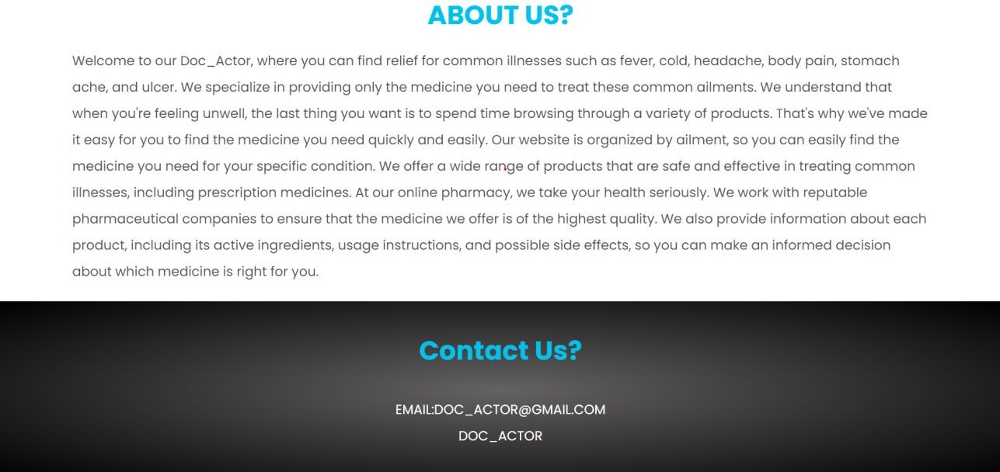 ABOUT US?
Welcome to our Doc_Actor, where you can find relief for common illnesses such as fever, cold, headache, body pain, stomach
ache, and ulcer. We specialize in providing only the medicine you need to treat these common ailments. We understand that
when you're feeling unwell, the last thing you want is to spend time browsing through a variety of products. That's why we've made
it easy for you to find the medicine you need quickly and easily. Our website is organized by ailment, so you can easily find the
medicine you need for your specific condition. We offer a wide range of products that are safe and effective in treating common
illnesses, including prescription medicines. At our online pharmacy, we take your health seriously. We work with reputable
pharmaceutical companies to ensure that the medicine we offer is of the highest quality. We also provide information about each
product, including its active ingredients, usage instructions, and possible side effects, so you can make an informed decision
about which medicine is right for you.
Contact Us?
EMAIL:DOC_ACTOR@GMAIL.COM
DOC_ACTOR